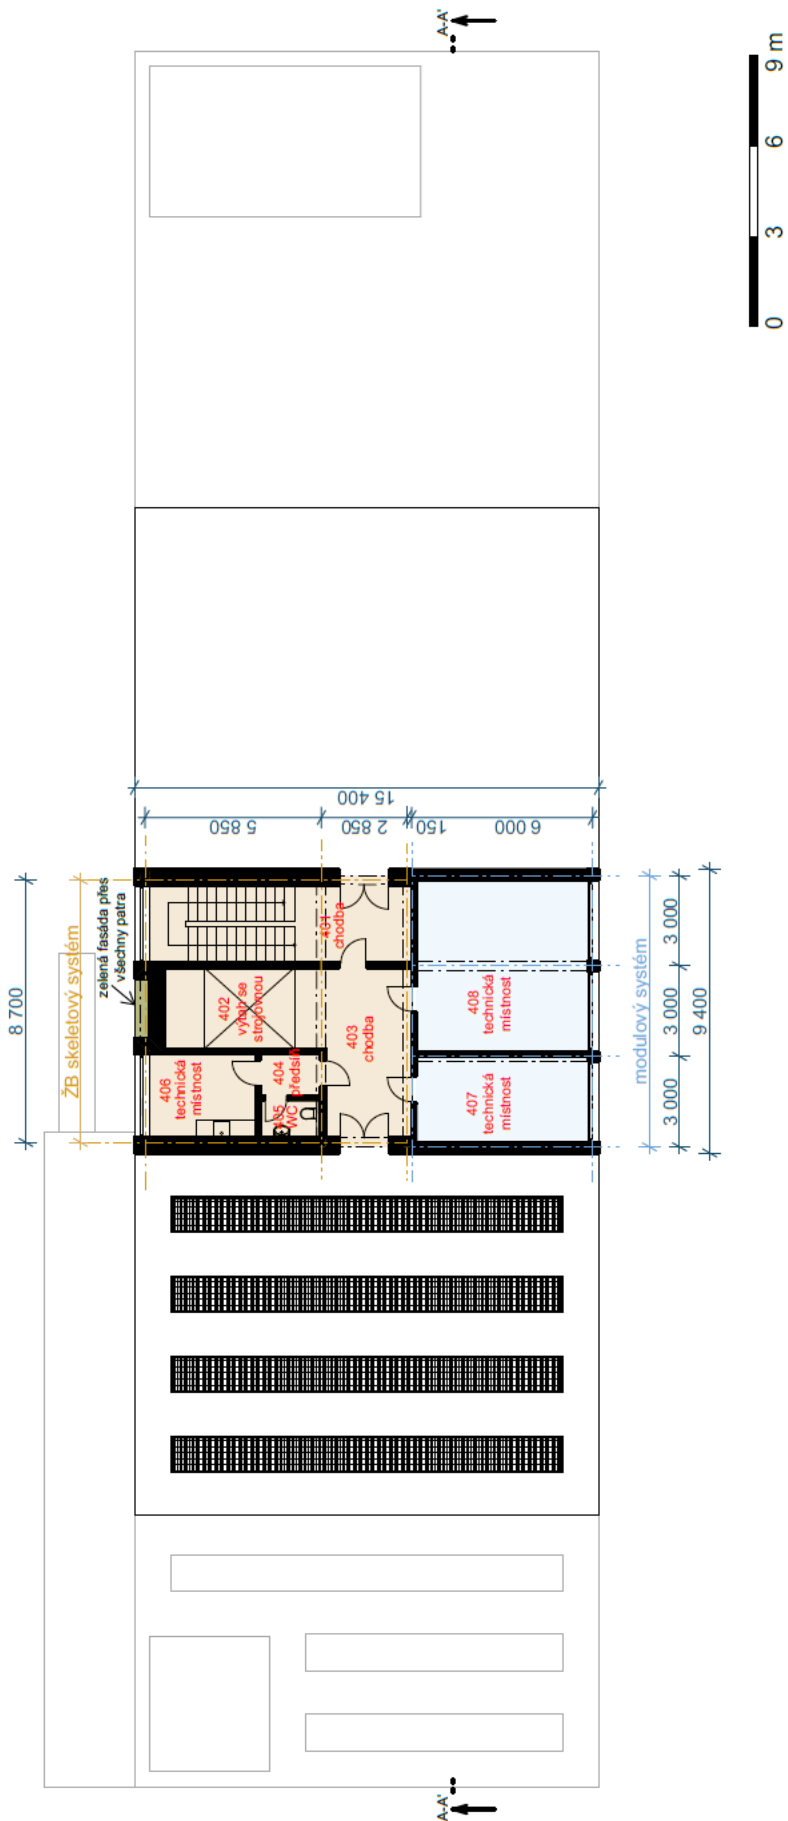 A-A'
0 3 6 9 m
15 400
5 850
2 850
150
6 000
8 700
ŽB skeletový systém
zelená fasáda přes
všechny patra
401
chodba
402
výtah se
strojovnou
403
chodba
404
předsíň
405
WC
406
technická
místnost
407
technická
místnost
408
technická
místnost
modulový systém
3 000
3 000
3 000
9 400
A-A'